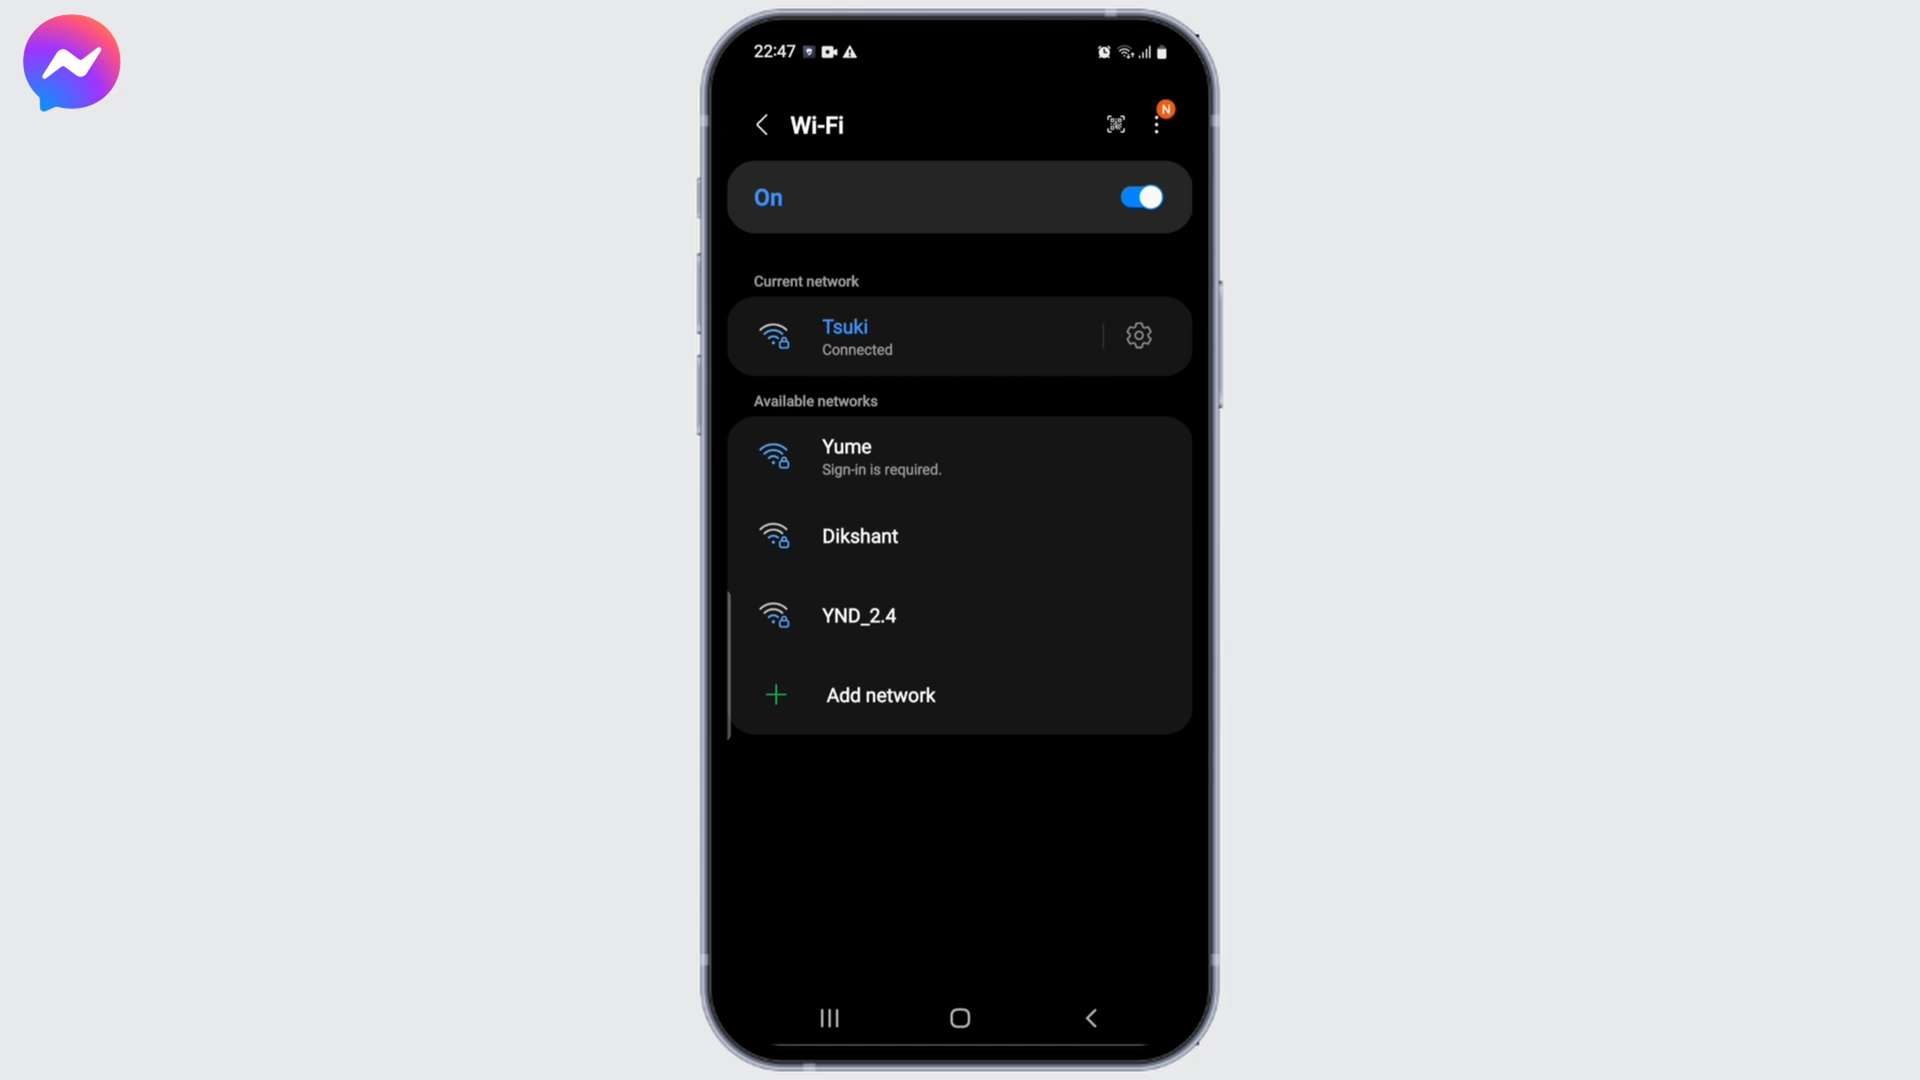 22:47
Wi-Fi
N
On
Current network
Tsuki
Connected
Available networks
Yume
Sign-in is required.
Dikshant
YND_2.4
Add network